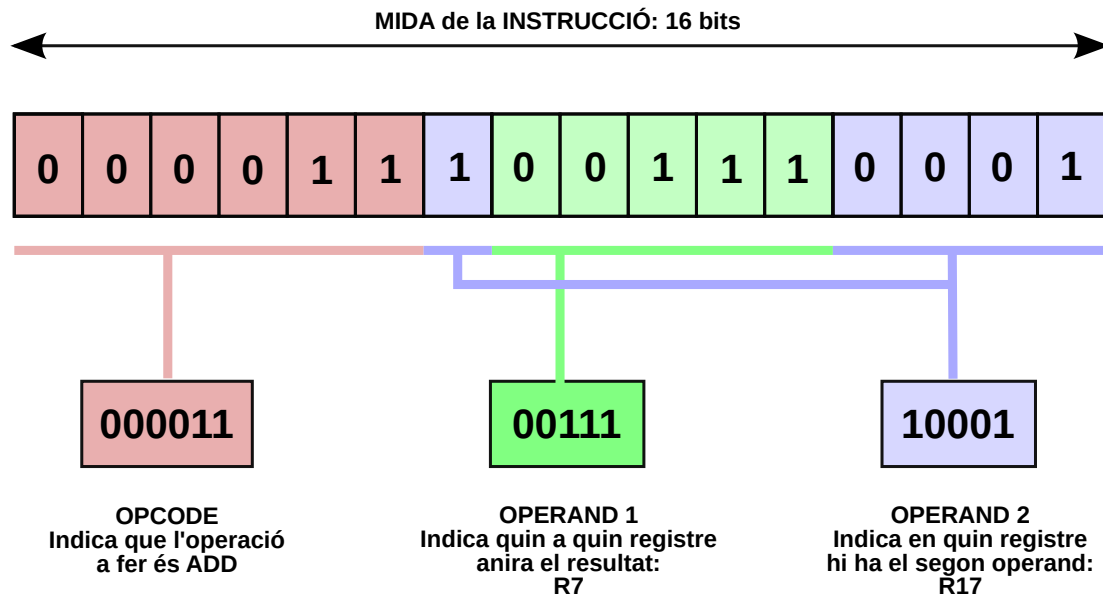 MIDA de la INSTRUCCIÓ: 16 bits
0 0 0 0 1 1 1 0 0 1 1 1 0 0 0 1
000011
00111
10001
OPCODE
Indica que l'operació
a fer és ADD
OPERAND 1
Indica quin a quin registre
anira el resultat:
R7
OPERAND 2
Indica en quin registre
hi ha el segon operand:
R17